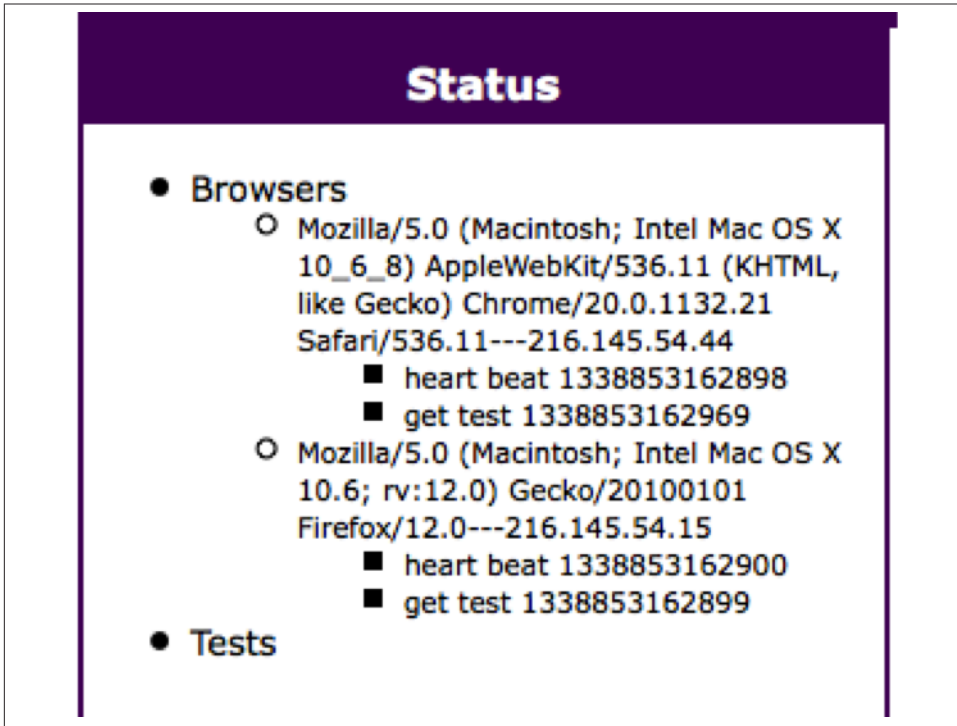 Status
Browsers
Mozilla/5.0 (Macintosh; Intel Mac OS X
10_6_8) AppleWebKit/536.11 (KHTML,
like Gecko) Chrome/20.0.1132.21
Safari/536.11---216.145.54.44
heart beat 1338853162898
get test 1338853162969
Mozilla/5.0 (Macintosh; Intel Mac OS X
10.6; rv:12.0) Gecko/20100101
Firefox/12.0---216.145.54.15
heart beat 1338853162900
get test 1338853162899
Tests